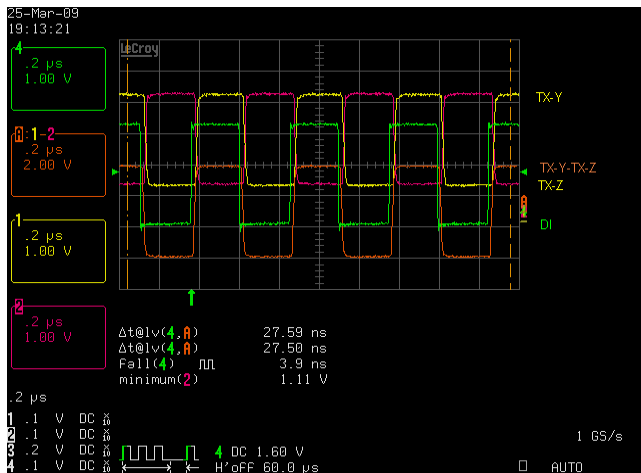 25-Mar-09
19:13:21
LeCroy
4
.2 µs
1.00 V
A:1-2
.2 µs
2.00 V
1
.2 µs
1.00 V
2
.2 µs
1.00 V
TX-Y
TX-Y-TX-Z
TX-Z
DI
Δt@lv(4,A) 27.59 ns
Δt@lv(4,A) 27.50 ns
Fall(4) 3.9 ns
minimum(2) 1.11 V
.2 µs
1 .1 V DC X10
2 .1 V DC X10
3 .2 V DC X10
4 .1 V DC X10
4 DC 1.60 V
H'off 60.0 µs
1 GS/s
AUTO